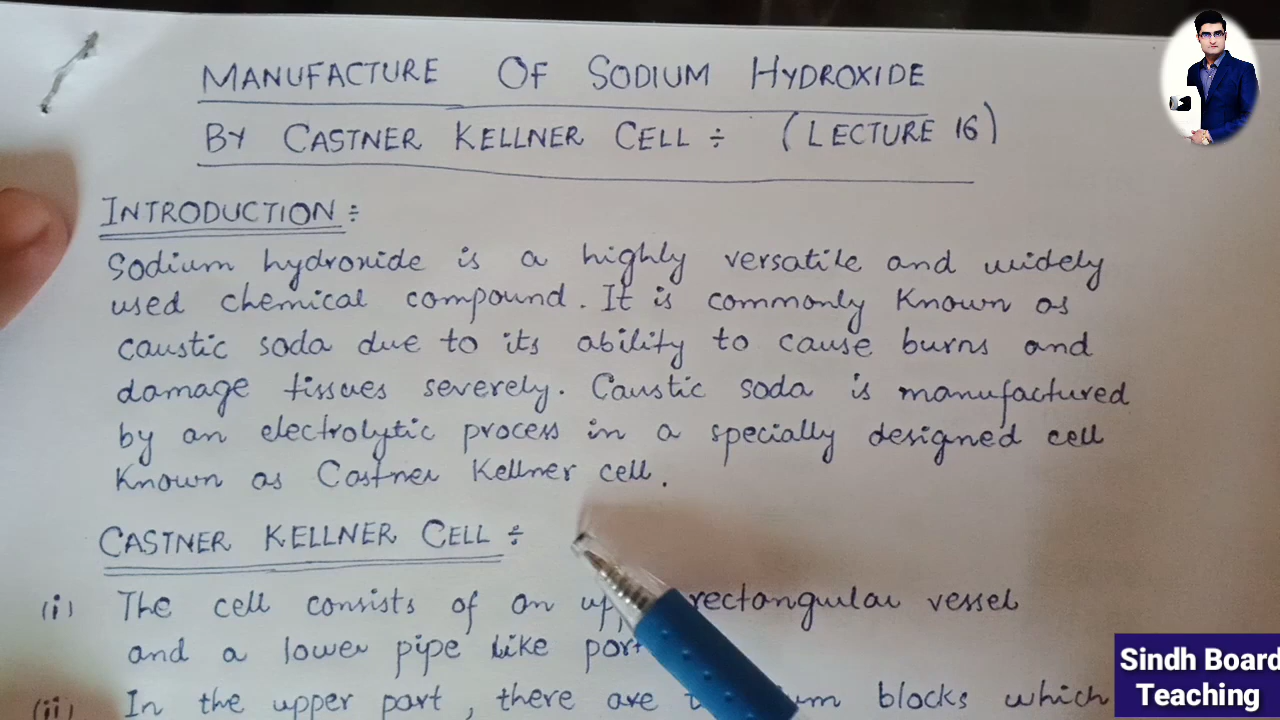 MANUFACTURE OF SODIUM HYDROXIDE
BY CASTNER KELLNER CELL ÷ (LECTURE 16)
INTRODUCTION ÷
Sodium hydroxide is a highly versatile and widely
used chemical compound. It is commonly known as
caustic soda due to its ability to cause burns and
damage tissues severely. Caustic soda is manufactured
by an electrolytic process in a specially designed cell
known as Castner Kellner cell.
CASTNER KELLNER CELL ÷
(i) The cell consists of an rectangular vessel
and a lower pipe like part
(ii) In the upper part, there are blocks which
Sindh Board
Teaching